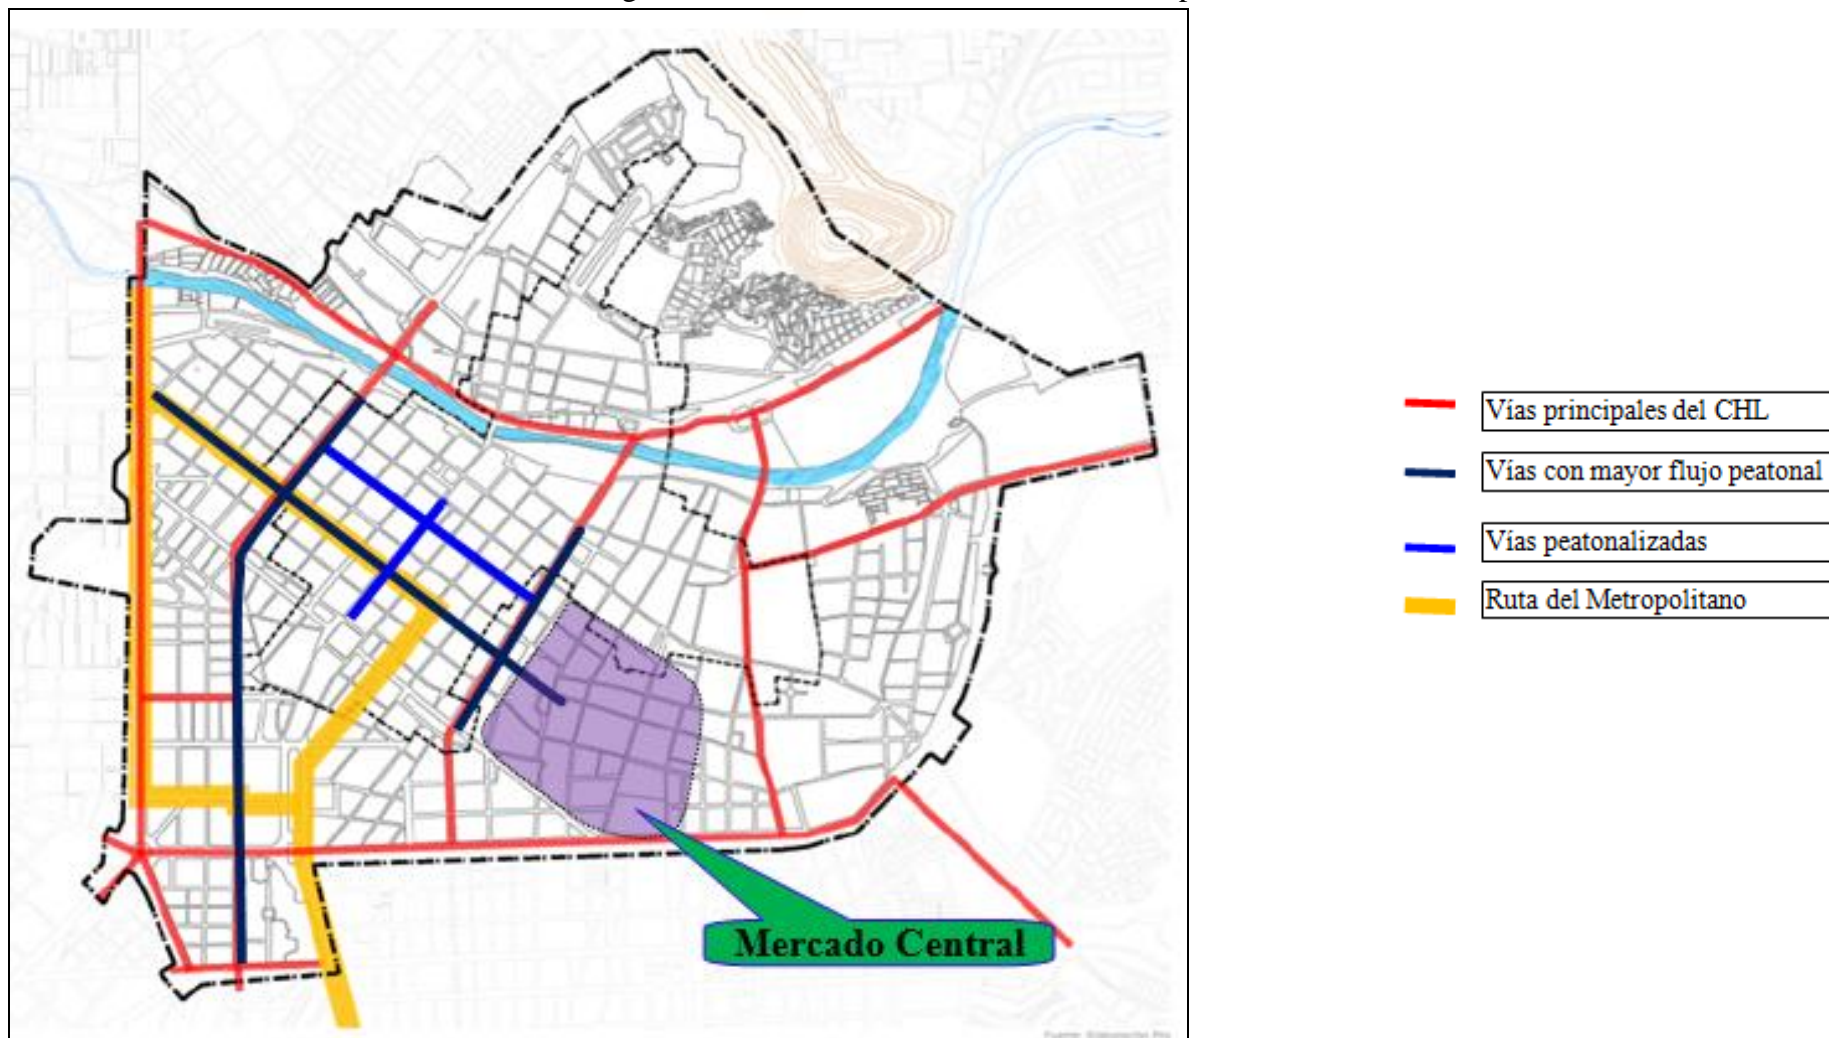 Vías principales del CHL
Vías con mayor flujo peatonal
Vías peatonalizadas
Ruta del Metropolitano
Mercado Central